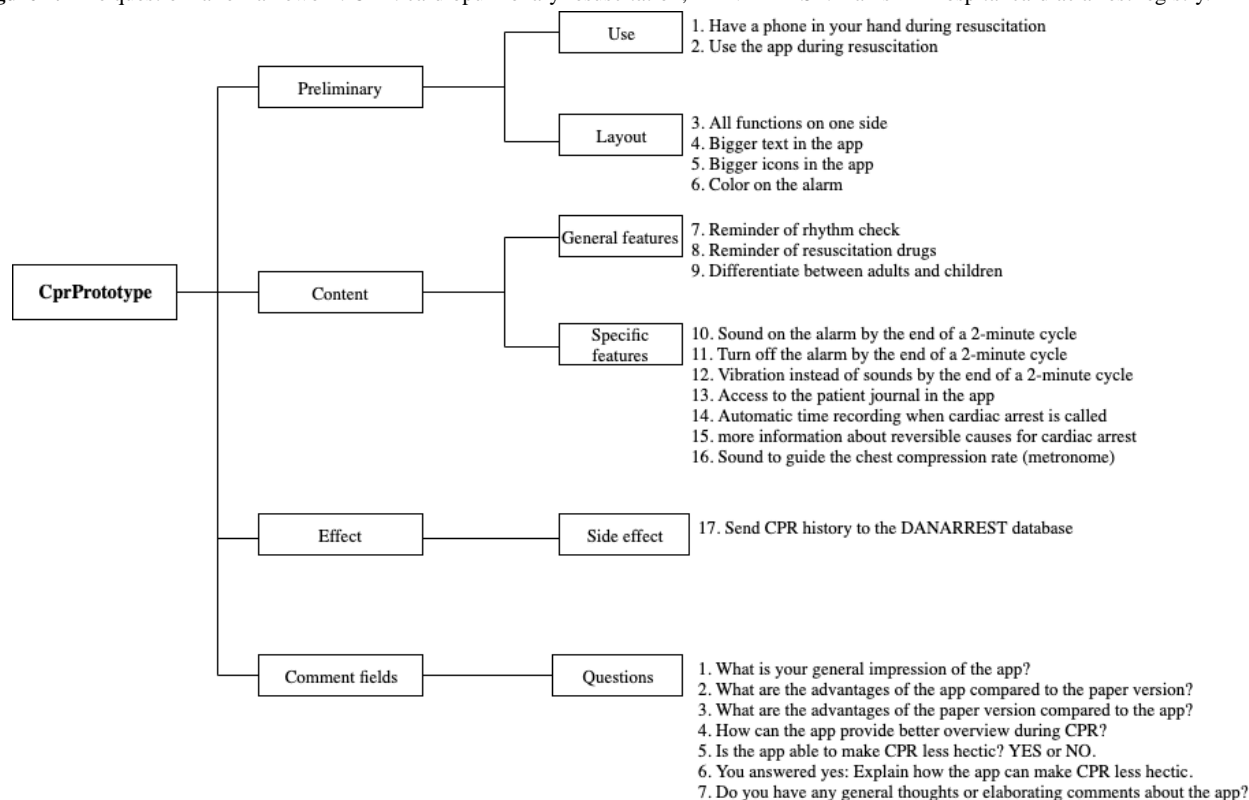 CprPrototype
Preliminary
Use
1. Have a phone in your hand during resuscitation
2. Use the app during resuscitation
Layout
3. All functions on one side
4. Bigger text in the app
5. Bigger icons in the app
6. Color on the alarm
Content
General features
7. Reminder of rhythm check
8. Reminder of resuscitation drugs
9. Differentiate between adults and children
Specific
features
10. Sound on the alarm by the end of a 2-minute cycle
11. Turn off the alarm by the end of a 2-minute cycle
12. Vibration instead of sounds by the end of a 2-minute cycle
13. Access to the patient journal in the app
14. Automatic time recording when cardiac arrest is called
15. more information about reversible causes for cardiac arrest
16. Sound to guide the chest compression rate (metronome)
Effect
Side effect
17. Send CPR history to the DANARREST database
Comment fields
Questions
1. What is your general impression of the app?
2. What are the advantages of the app compared to the paper version?
3. What are the advantages of the paper version compared to the app?
4. How can the app provide better overview during CPR?
5. Is the app able to make CPR less hectic? YES or NO.
6. You answered yes: Explain how the app can make CPR less hectic.
7. Do you have any general thoughts or elaborating comments about the app?